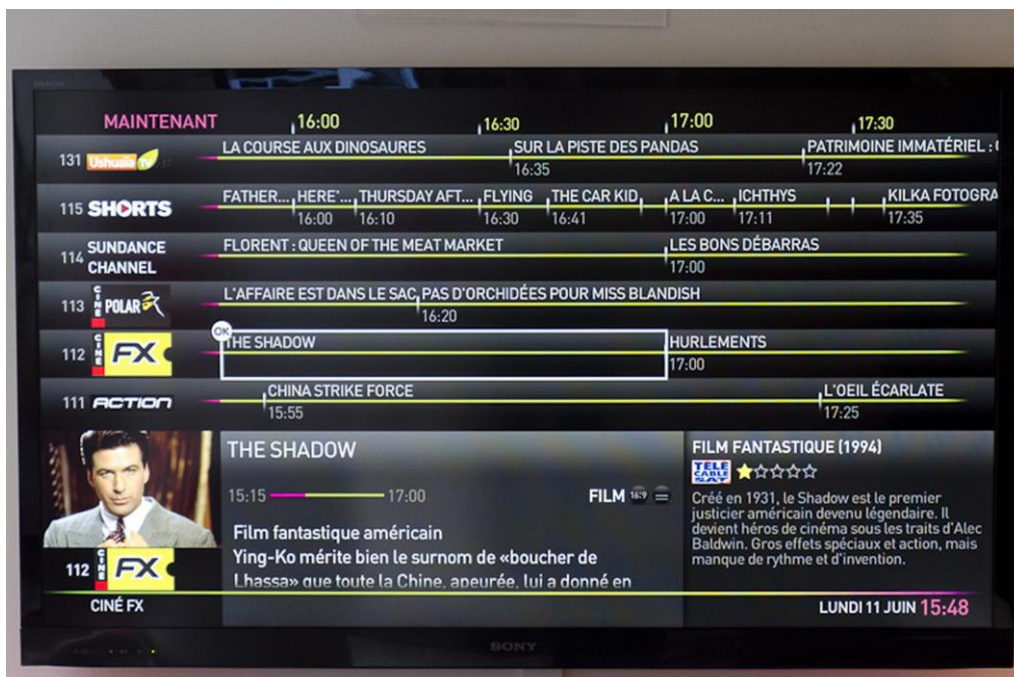 MAINTENANT 16:00 16:30 17:00 17:30
131 Ushuaïa TV LA COURSE AUX DINOSAURES SUR LA PISTE DES PANDAS PATRIMOINE IMMATÉRIEL :
16:35 17:22
115 SHORTS FATHER... HERE'... THURSDAY AFT... FLYING THE CAR KID A LA C... ICHTHYS KILKA FOTOGRA
16:00 16:10 16:30 16:41 17:00 17:11 17:35
114 SUNDANCE CHANNEL FLORENT : QUEEN OF THE MEAT MARKET LES BONS DÉBARRAS
17:00
113 CINE POLAR L'AFFAIRE EST DANS LE SAC PAS D'ORCHIDÉES POUR MISS BLANDISH
16:20
OK
112 CINE FX THE SHADOW HURLEMENTS
17:00
111 ACTION CHINA STRIKE FORCE L'OEIL ÉCARLATE
15:55 17:25
THE SHADOW
15:15 17:00 FILM 16:9
Film fantastique américain
Ying-Ko mérite bien le surnom de «boucher de
Lhassa» que toute la Chine, apeurée, lui a donné en
FILM FANTASTIQUE (1994)
TELE CABLE SAT
Créé en 1931, le Shadow est le premier
justicier américain devenu légendaire. Il
devient héros de cinéma sous les traits d'Alec
Baldwin. Gros effets spéciaux et action, mais
manque de rythme et d'invention.
112 CINE FX
CINÉ FX
LUNDI 11 JUIN 15:48
SONY